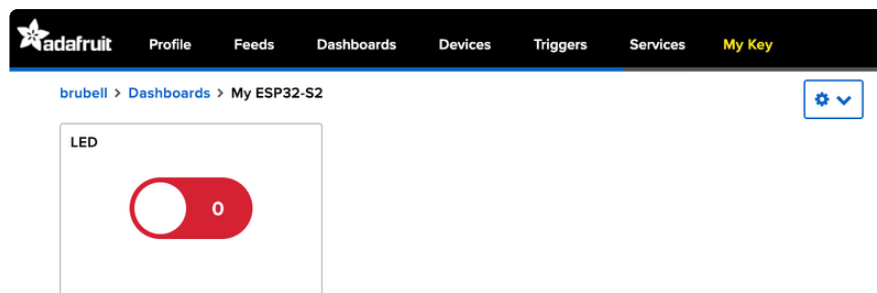 adafruit Profile Feeds Dashboards Devices Triggers Services My Key
brubell > Dashboards > My ESP32-S2
LED
0